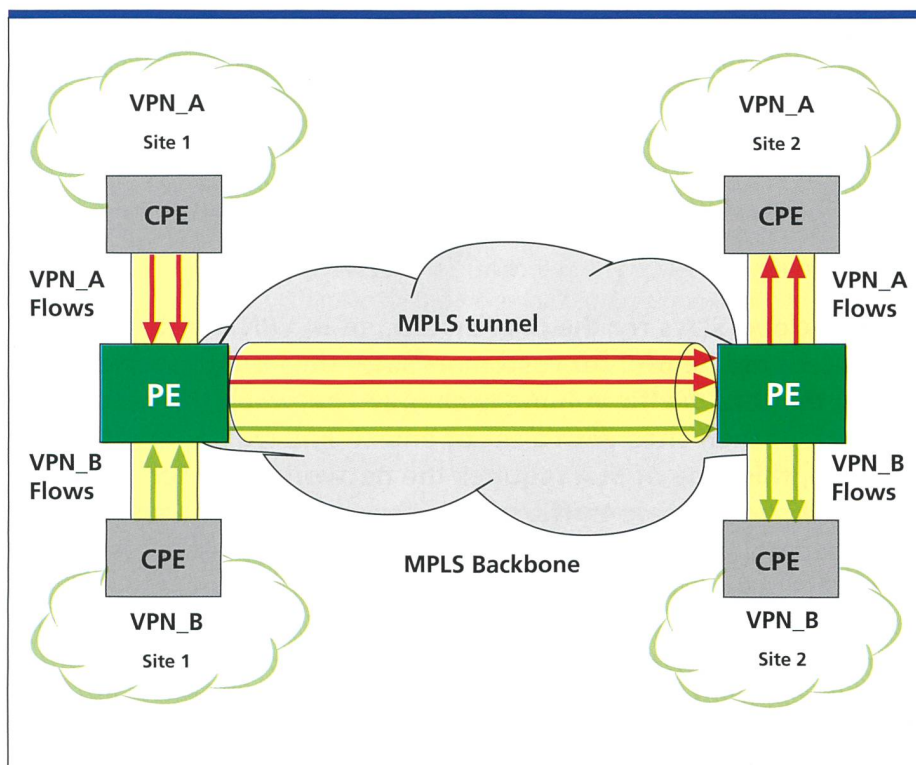 VPN_A
Site 1
VPN_A
Site 2
CPE
CPE
VPN_A
Flows
VPN_A
Flows
MPLS tunnel
PE
PE
VPN_B
Flows
VPN_B
Flows
CPE
MPLS Backbone
CPE
VPN_B
Site 1
VPN_B
Site 2